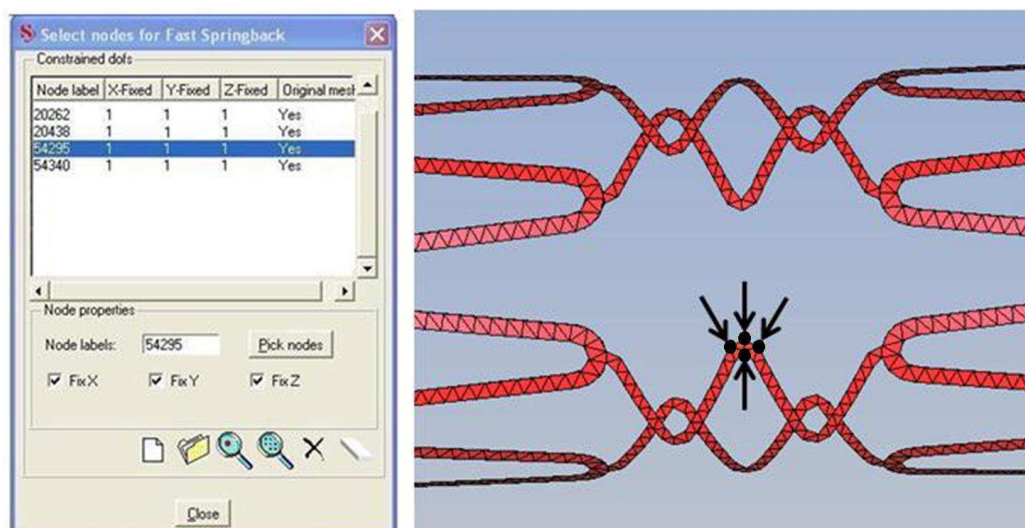 Select nodes for Fast Springback
Constrained dofs
Node label X-Fixed Y-Fixed Z-Fixed Original mesh
20262 1 1 1 Yes
20438 1 1 1 Yes
54295 1 1 1 Yes
54340 1 1 1 Yes
Node properties
Node labels: 54295 Pick nodes
Fix X Fix Y Fix Z
Close